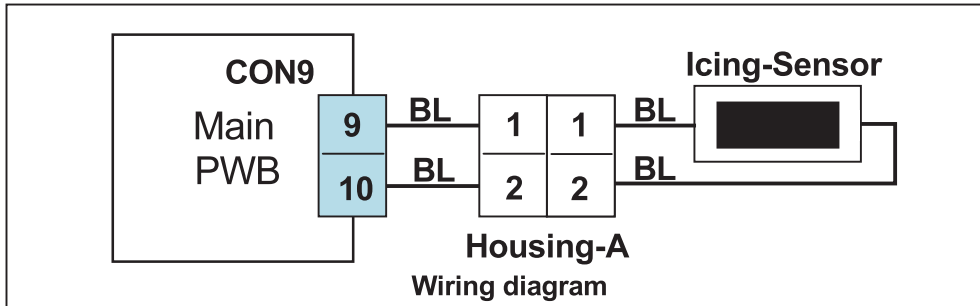 CON9
Icing-Sensor
Main
PWB
9 BL 1 1 BL
10 BL 2 2 BL
Housing-A
Wiring diagram